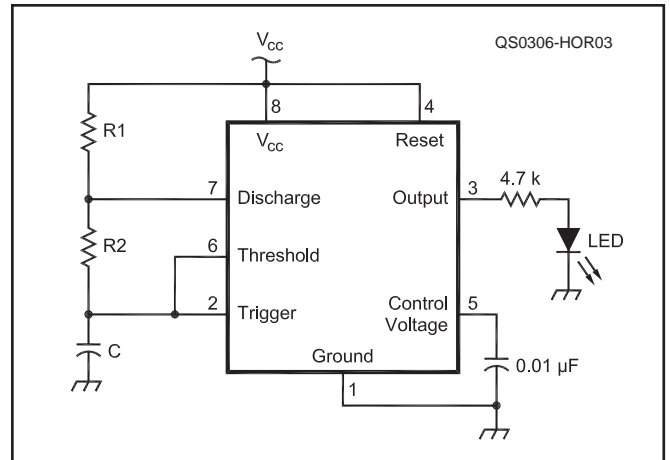 QS0306-HOR03
Vcc
8
4
R1
Vcc
Reset
7
Discharge
Output
3
4.7 k
R2
6
Threshold
LED
2
Trigger
Control
Voltage
5
C
Ground
0.01 µF
1